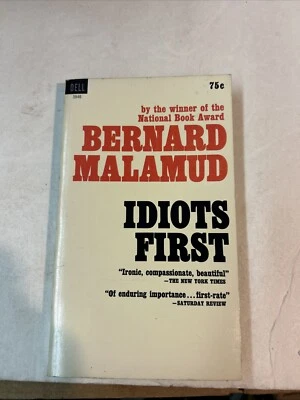 DELL
75c
by the winner of the
National Book Award
BERNARD
MALAMUD
IDIOTS
FIRST
"Ironic, compassionate, beautiful"
—THE NEW YORK TIMES
"Of enduring importance...first-rate"
—SATURDAY REVIEW